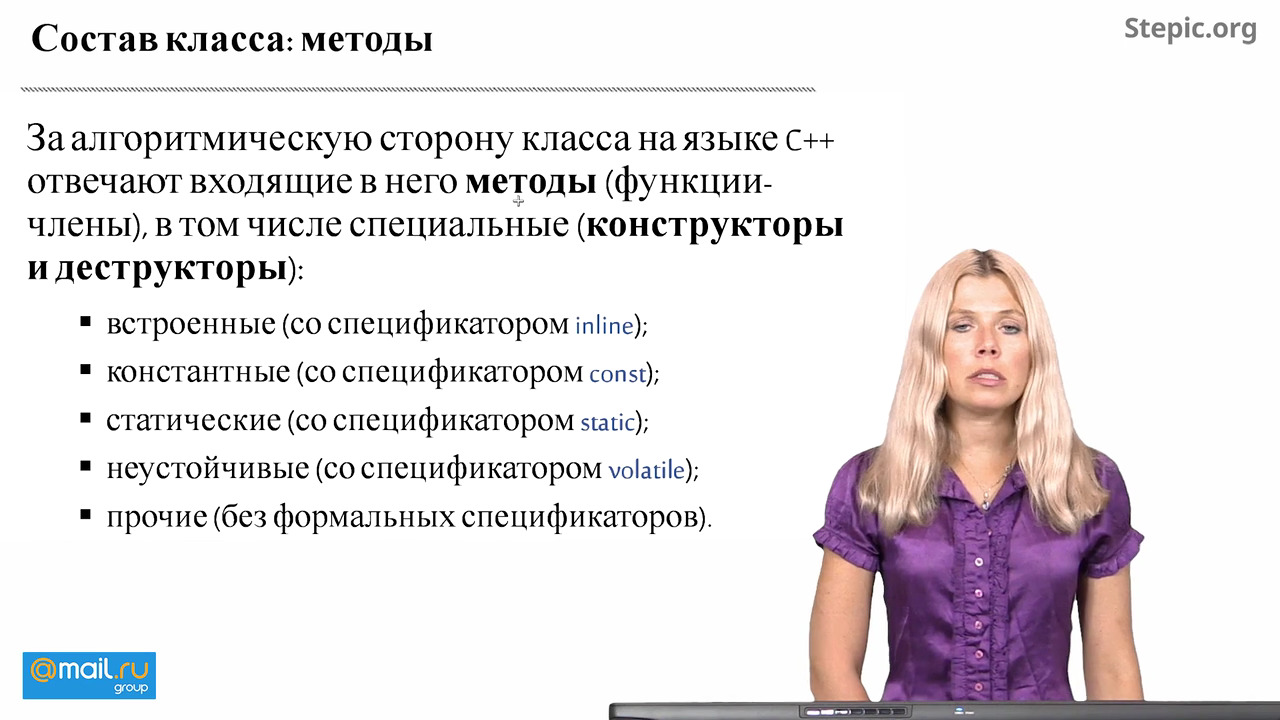 Состав класса: методы
Stepic.org
За алгоритмическую сторону класса на языке C++
отвечают входящие в него методы (функции-
члены), в том числе специальные (конструкторы
и деструкторы):
▪ встроенные (со спецификатором inline);
▪ константные (со спецификатором const);
▪ статические (со спецификатором static);
▪ неустойчивые (со спецификатором volatile);
▪ прочие (без формальных спецификаторов).
@mail.ru
group